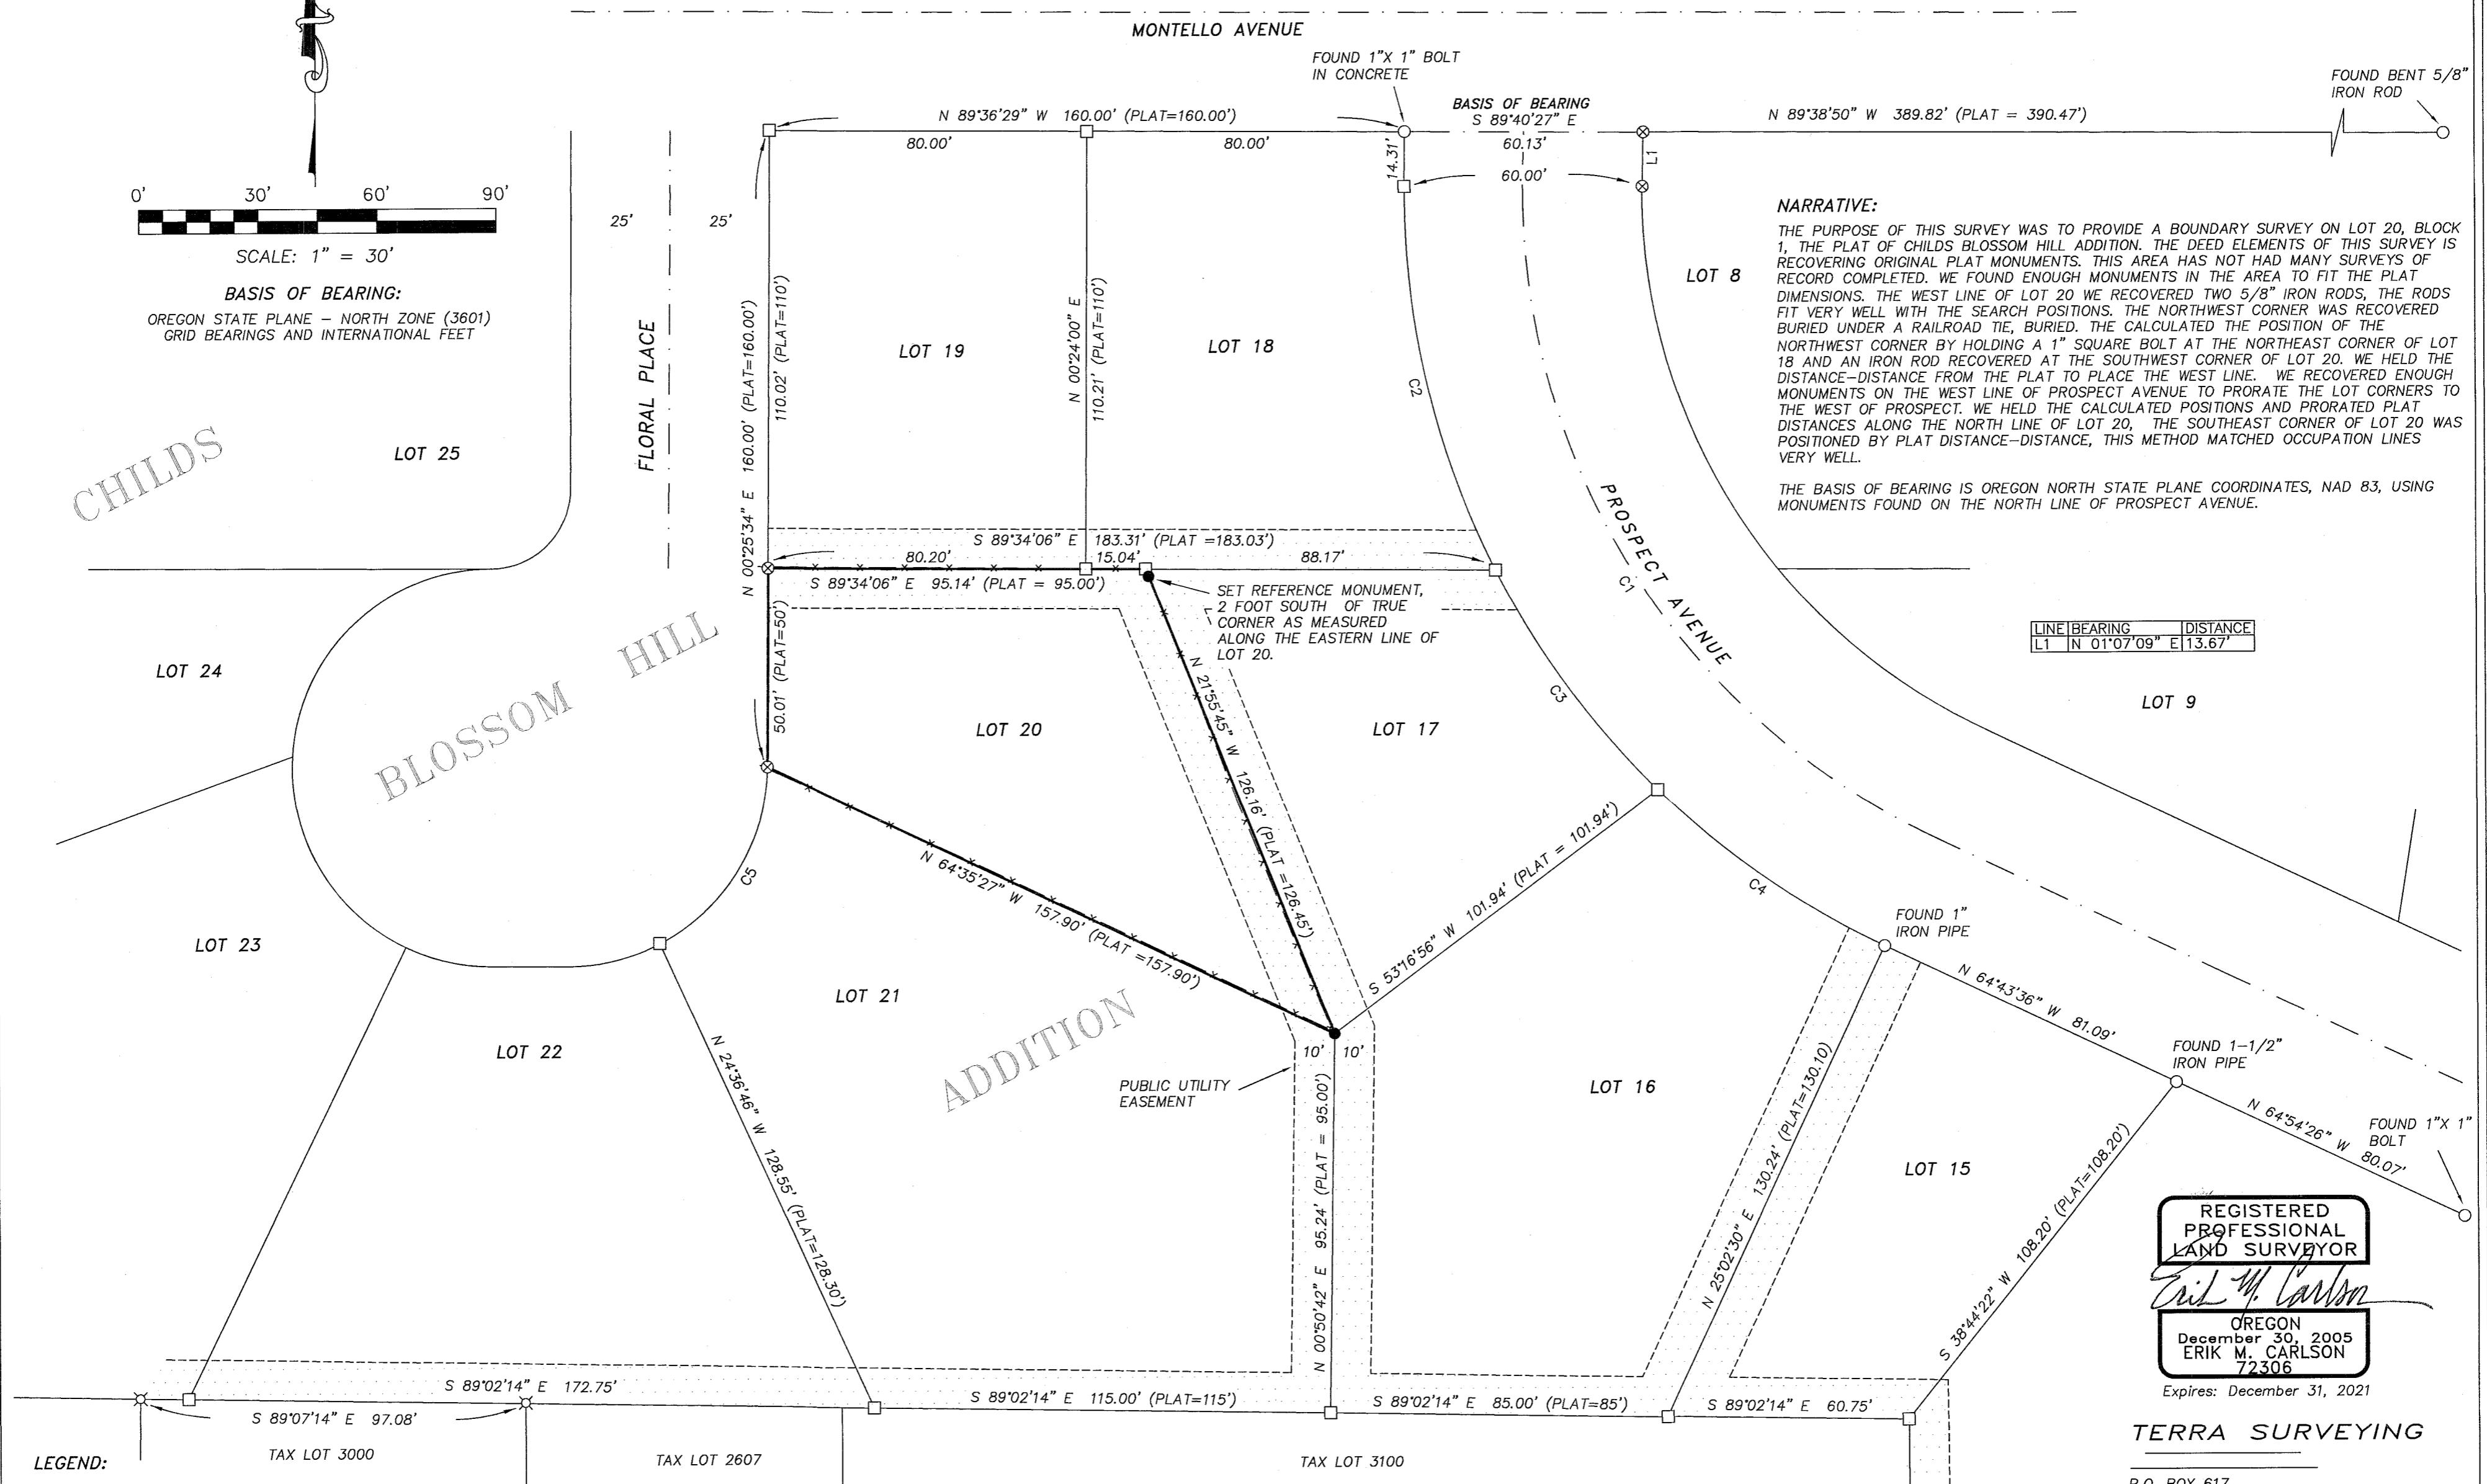 MONTELLO AVENUE
FOUND 1"X 1" BOLT
IN CONCRETE
FOUND BENT 5/8"
IRON ROD
N 89°36'29" W 160.00' (PLAT=160.00')
BASIS OF BEARING
S 89°40'27" E
N 89°38'50" W 389.82' (PLAT = 390.47')
80.00'
80.00'
60.13'
14.31'
L1
60.00'
0' 30' 60' 90'
SCALE: 1" = 30'
BASIS OF BEARING:
OREGON STATE PLANE – NORTH ZONE (3601)
GRID BEARINGS AND INTERNATIONAL FEET
25'
25'
NARRATIVE:
THE PURPOSE OF THIS SURVEY WAS TO PROVIDE A BOUNDARY SURVEY ON LOT 20, BLOCK
1, THE PLAT OF CHILDS BLOSSOM HILL ADDITION. THE DEED ELEMENTS OF THIS SURVEY IS
RECOVERING ORIGINAL PLAT MONUMENTS. THIS AREA HAS NOT HAD MANY SURVEYS OF
RECORD COMPLETED. WE FOUND ENOUGH MONUMENTS IN THE AREA TO FIT THE PLAT
DIMENSIONS. THE WEST LINE OF LOT 20 WE RECOVERED TWO 5/8" IRON RODS, THE RODS
FIT VERY WELL WITH THE SEARCH POSITIONS. THE NORTHWEST CORNER WAS RECOVERED
BURIED UNDER A RAILROAD TIE, BURIED. THE CALCULATED THE POSITION OF THE
NORTHWEST CORNER BY HOLDING A 1" SQUARE BOLT AT THE NORTHEAST CORNER OF LOT
18 AND AN IRON ROD RECOVERED AT THE SOUTHWEST CORNER OF LOT 20. WE HELD THE
DISTANCE–DISTANCE FROM THE PLAT TO PLACE THE WEST LINE. WE RECOVERED ENOUGH
MONUMENTS ON THE WEST LINE OF PROSPECT AVENUE TO PRORATE THE LOT CORNERS TO
THE WEST OF PROSPECT. WE HELD THE CALCULATED POSITIONS AND PRORATED PLAT
DISTANCES ALONG THE NORTH LINE OF LOT 20, THE SOUTHEAST CORNER OF LOT 20 WAS
POSITIONED BY PLAT DISTANCE–DISTANCE, THIS METHOD MATCHED OCCUPATION LINES
VERY WELL.
THE BASIS OF BEARING IS OREGON NORTH STATE PLANE COORDINATES, NAD 83, USING
MONUMENTS FOUND ON THE NORTH LINE OF PROSPECT AVENUE.
LOT 8
FLORAL PLACE
N 00°25'34" E 160.00' (PLAT=160.00')
110.02' (PLAT=110')
N 00°24'00" E
110.21' (PLAT=110')
LOT 19
LOT 18
C2
LOT 25
CHILDS
PROSPECT AVENUE
C1
S 89°34'06" E 183.31' (PLAT =183.03')
80.20'
15.04'
88.17'
S 89°34'06" E 95.14' (PLAT = 95.00')
SET REFERENCE MONUMENT,
2 FOOT SOUTH OF TRUE
CORNER AS MEASURED
ALONG THE EASTERN LINE OF
LOT 20.
LINE BEARING DISTANCE
L1 N 01°07'09" E 13.67'
BLOSSOM HILL
50.01' (PLAT=50')
LOT 24
LOT 20
N 21°55'45" W 126.16' (PLAT =126.45')
LOT 17
C3
LOT 9
N 64°35'27" W 157.90' (PLAT =157.90')
C5
S 53°16'56" W 101.94' (PLAT = 101.94')
C4
FOUND 1"
IRON PIPE
LOT 23
LOT 21
ADDITION
N 64°43'36" W 81.09'
LOT 22
N 24°36'46" W 128.55' (PLAT=128.30')
10' 10'
PUBLIC UTILITY
EASEMENT
LOT 16
FOUND 1–1/2"
IRON PIPE
N 64°54'26" W 80.07'
FOUND 1"X 1"
BOLT
N 00°50'42" E 95.24' (PLAT = 95.00')
N 25°02'30" E 130.24' (PLAT=130.10)
LOT 15
S 38°44'22" W 108.20' (PLAT=108.20')
REGISTERED
PROFESSIONAL
LAND SURVEYOR
Erik M. Carlson
OREGON
December 30, 2005
ERIK M. CARLSON
72306
Expires: December 31, 2021
S 89°02'14" E 172.75'
S 89°02'14" E 115.00' (PLAT=115')
S 89°02'14" E 85.00' (PLAT=85')
S 89°02'14" E 60.75'
S 89°07'14" E 97.08'
TERRA SURVEYING
LEGEND:
TAX LOT 3000
TAX LOT 2607
TAX LOT 3100
P.O. BOX 617